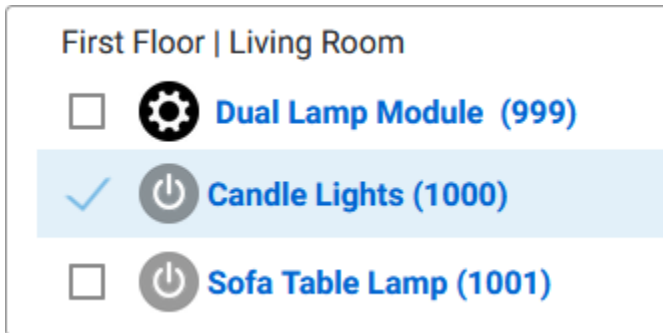 First Floor | Living Room
Dual Lamp Module (999)
Candle Lights (1000)
Sofa Table Lamp (1001)